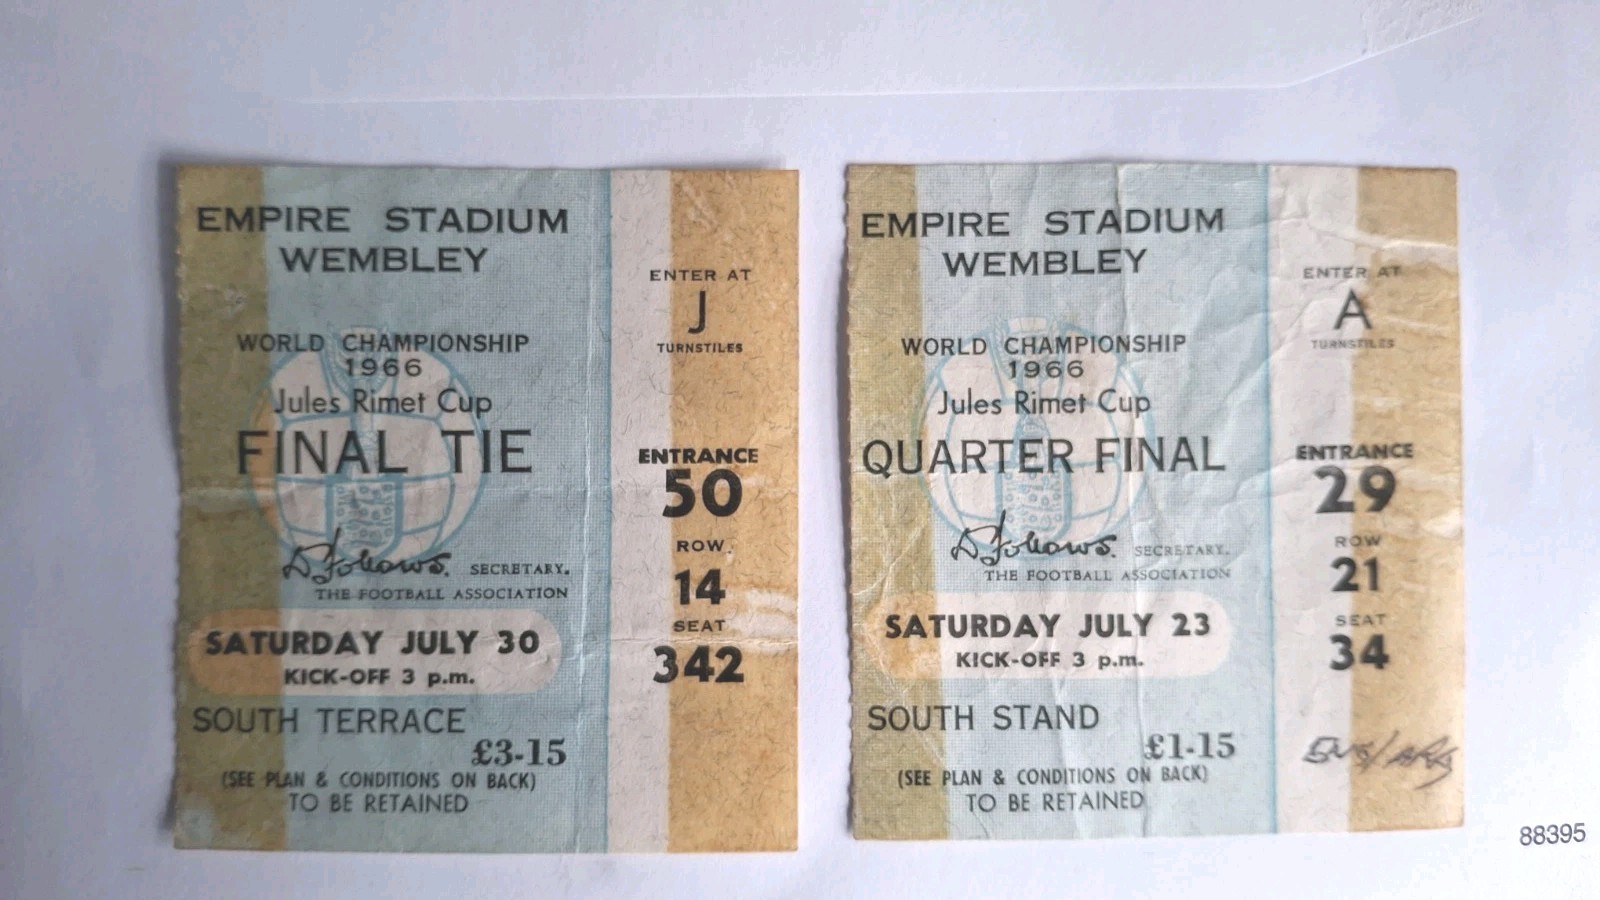 EMPIRE STADIUM
WEMBLEY
WORLD CHAMPIONSHIP
1966
Jules Rimet Cup
FINAL TIE
D Follows. SECRETARY.
THE FOOTBALL ASSOCIATION
SATURDAY JULY 30
KICK-OFF 3 p.m.
SOUTH TERRACE
£3-15
(SEE PLAN & CONDITIONS ON BACK)
TO BE RETAINED
ENTER AT
J
TURNSTILES
ENTRANCE
50
ROW.
14
SEAT
342
EMPIRE STADIUM
WEMBLEY
WORLD CHAMPIONSHIP
1966
Jules Rimet Cup
QUARTER FINAL
D Follows. SECRETARY.
THE FOOTBALL ASSOCIATION
SATURDAY JULY 23
KICK-OFF 3 p.m.
SOUTH STAND
£1-15
(SEE PLAN & CONDITIONS ON BACK)
TO BE RETAINED
ENTER AT
A
TURNSTILES
ENTRANCE
29
ROW
21
SEAT
34
ENG/ARG
88395